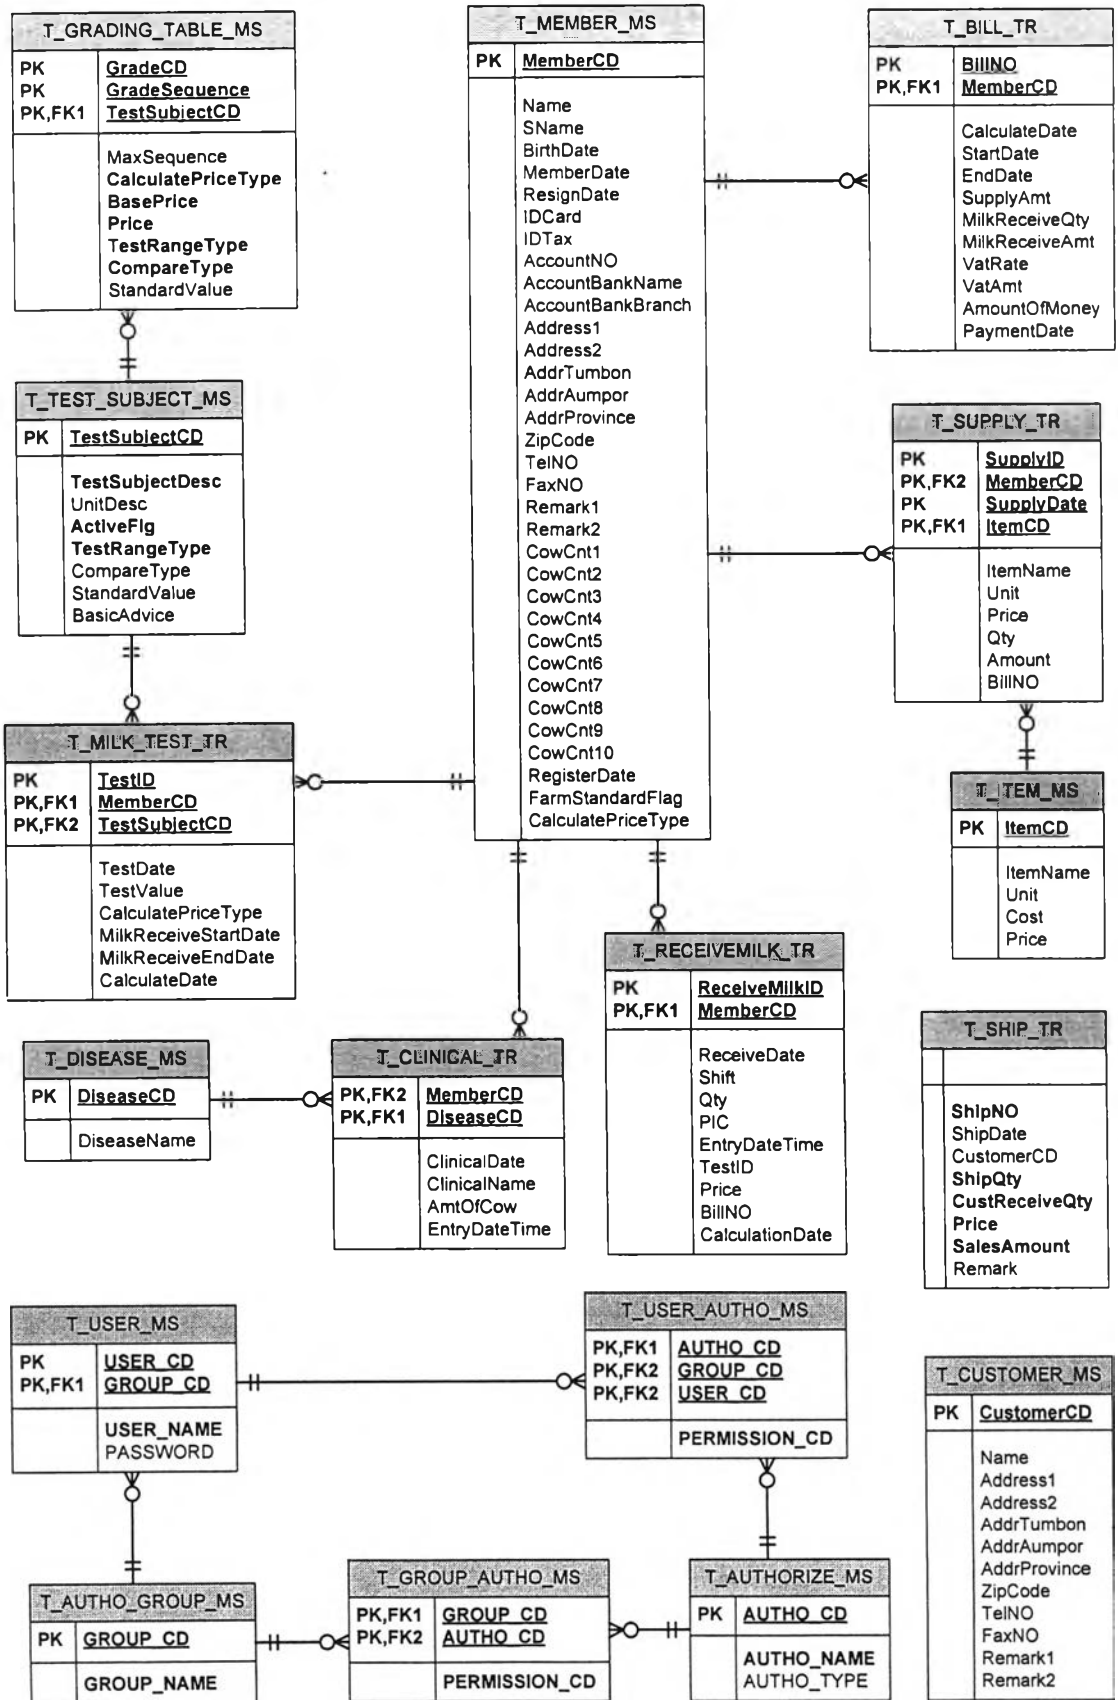 T_GRADING_TABLE_MS
PK GradeCD
PK GradeSequence
PK,FK1 TestSubjectCD
MaxSequence
CalculatePriceType
BasePrice
Price
TestRangeType
CompareType
StandardValue
T_MEMBER_MS
PK MemberCD
Name
SName
BirthDate
MemberDate
ResignDate
IDCard
IDTax
AccountNO
AccountBankName
AccountBankBranch
Address1
Address2
AddrTumbon
AddrAumpor
AddrProvince
ZipCode
TelNO
FaxNO
Remark1
Remark2
CowCnt1
CowCnt2
CowCnt3
CowCnt4
CowCnt5
CowCnt6
CowCnt7
CowCnt8
CowCnt9
CowCnt10
RegisterDate
FarmStandardFlag
CalculatePriceType
T_BILL_TR
PK BillNO
PK,FK1 MemberCD
CalculateDate
StartDate
EndDate
SupplyAmt
MilkReceiveQty
MilkReceiveAmt
VatRate
VatAmt
AmountOfMoney
PaymentDate
T_TEST_SUBJECT_MS
PK TestSubjectCD
TestSubjectDesc
UnitDesc
ActiveFlg
TestRangeType
CompareType
StandardValue
BasicAdvice
T_SUPPLY_TR
PK SupplyID
PK,FK2 MemberCD
PK SupplyDate
PK,FK1 ItemCD
ItemName
Unit
Price
Qty
Amount
BillNO
T_MILK_TEST_TR
PK TestID
PK,FK1 MemberCD
PK,FK2 TestSubjectCD
TestDate
TestValue
CalculatePriceType
MilkReceiveStartDate
MilkReceiveEndDate
CalculateDate
T_ITEM_MS
PK ItemCD
ItemName
Unit
Cost
Price
T_RECEIVEMILK_TR
PK ReceiveMilkID
PK,FK1 MemberCD
ReceiveDate
Shift
Qty
PIC
EntryDateTime
TestID
Price
BillNO
CalculationDate
T_DISEASE_MS
PK DiseaseCD
DiseaseName
T_CLINICAL_TR
PK,FK2 MemberCD
PK,FK1 DiseaseCD
ClinicalDate
ClinicalName
AmtOfCow
EntryDateTime
T_SHIP_TR
ShipNO
ShipDate
CustomerCD
ShipQty
CustReceiveQty
Price
SalesAmount
Remark
T_USER_MS
PK USER_CD
PK,FK1 GROUP_CD
USER_NAME
PASSWORD
T_USER_AUTHO_MS
PK,FK1 AUTHO_CD
PK,FK2 GROUP_CD
PK,FK2 USER_CD
PERMISSION_CD
T_CUSTOMER_MS
PK CustomerCD
Name
Address1
Address2
AddrTumbon
AddrAumpor
AddrProvince
ZipCode
TelNO
FaxNO
Remark1
Remark2
T_AUTHO_GROUP_MS
PK GROUP_CD
GROUP_NAME
T_GROUP_AUTHO_MS
PK,FK1 GROUP_CD
PK,FK2 AUTHO_CD
PERMISSION_CD
T_AUTHORIZE_MS
PK AUTHO_CD
AUTHO_NAME
AUTHO_TYPE